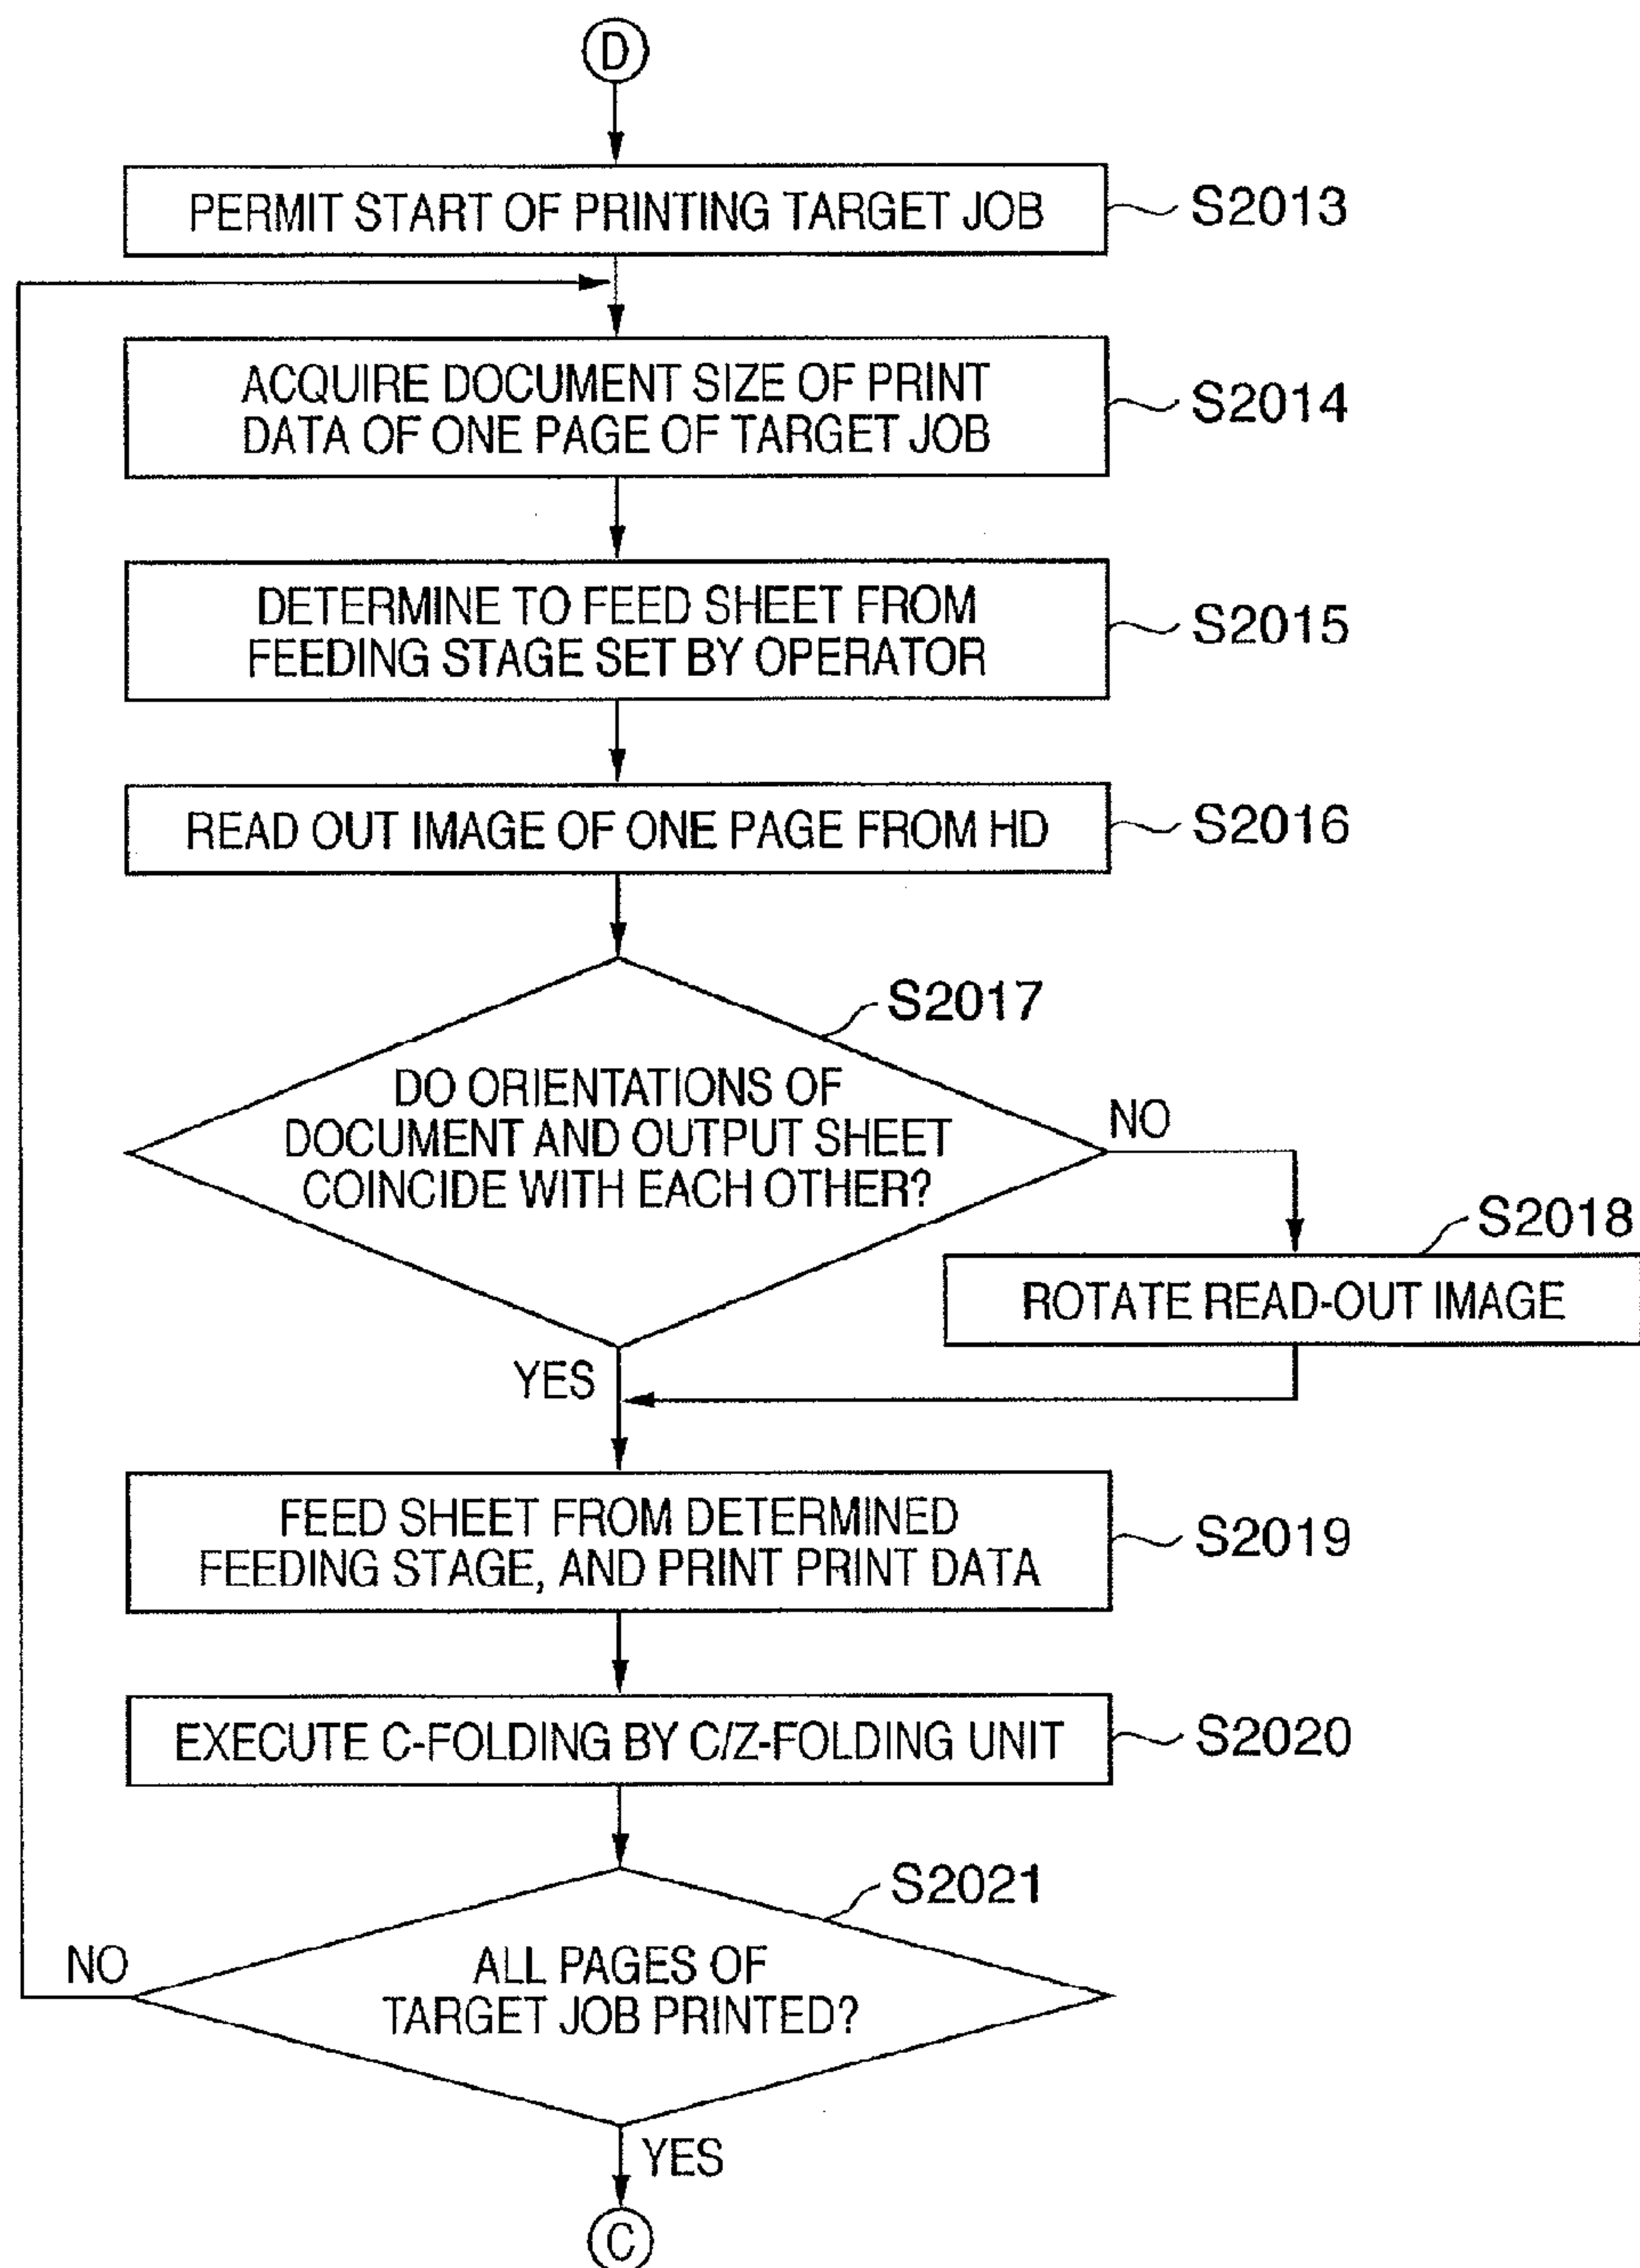 D
PERMIT START OF PRINTING TARGET JOB
S2013
ACQUIRE DOCUMENT SIZE OF PRINT
DATA OF ONE PAGE OF TARGET JOB
S2014
DETERMINE TO FEED SHEET FROM
FEEDING STAGE SET BY OPERATOR
S2015
READ OUT IMAGE OF ONE PAGE FROM HD
S2016
S2017
DO ORIENTATIONS OF
DOCUMENT AND OUTPUT SHEET
COINCIDE WITH EACH OTHER?
NO
S2018
ROTATE READ-OUT IMAGE
YES
FEED SHEET FROM DETERMINED
FEEDING STAGE, AND PRINT PRINT DATA
S2019
EXECUTE C-FOLDING BY C/Z-FOLDING UNIT
S2020
S2021
ALL PAGES OF
TARGET JOB PRINTED?
NO
YES
C